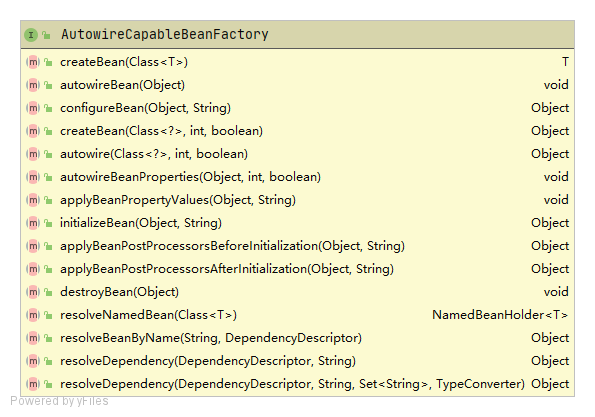 I AutowireCapableBeanFactory
m createBean(Class<T>) T
m autowireBean(Object) void
m configureBean(Object, String) Object
m createBean(Class<?>, int, boolean) Object
m autowire(Class<?>, int, boolean) Object
m autowireBeanProperties(Object, int, boolean) void
m applyBeanPropertyValues(Object, String) void
m initializeBean(Object, String) Object
m applyBeanPostProcessorsBeforeInitialization(Object, String) Object
m applyBeanPostProcessorsAfterInitialization(Object, String) Object
m destroyBean(Object) void
m resolveNamedBean(Class<T>) NamedBeanHolder<T>
m resolveBeanByName(String, DependencyDescriptor) Object
m resolveDependency(DependencyDescriptor, String) Object
m resolveDependency(DependencyDescriptor, String, Set<String>, TypeConverter) Object
Powered by yFiles